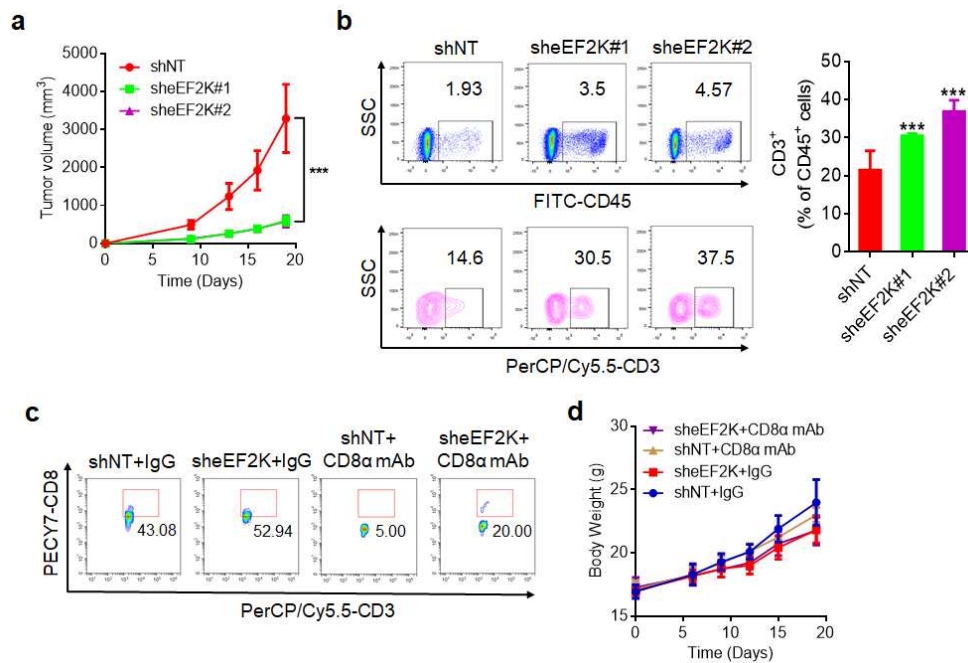 a
5000
4000
3000
2000
1000
0
Tumor volume (mm³)
shNT
sheEF2K#1
sheEF2K#2
***
0 5 10 15 20
Time (Days)
b
shNT sheEF2K#1 sheEF2K#2
SSC
1.93 3.5 4.57
FITC-CD45
SSC
14.6 30.5 37.5
PerCP/Cy5.5-CD3
CD3⁺
(% of CD45⁺ cells)
50
40
30
20
10
0
*** ***
shNT
sheEF2K#1
sheEF2K#2
c
shNT+IgG sheEF2K+IgG shNT+ CD8α mAb sheEF2K+ CD8α mAb
PECY7-CD8
43.08 52.94 5.00 20.00
PerCP/Cy5.5-CD3
d
30
25
20
15
Body Weight (g)
sheEF2K+CD8α mAb
shNT+CD8α mAb
sheEF2K+IgG
shNT+IgG
0 5 10 15 20
Time (Days)